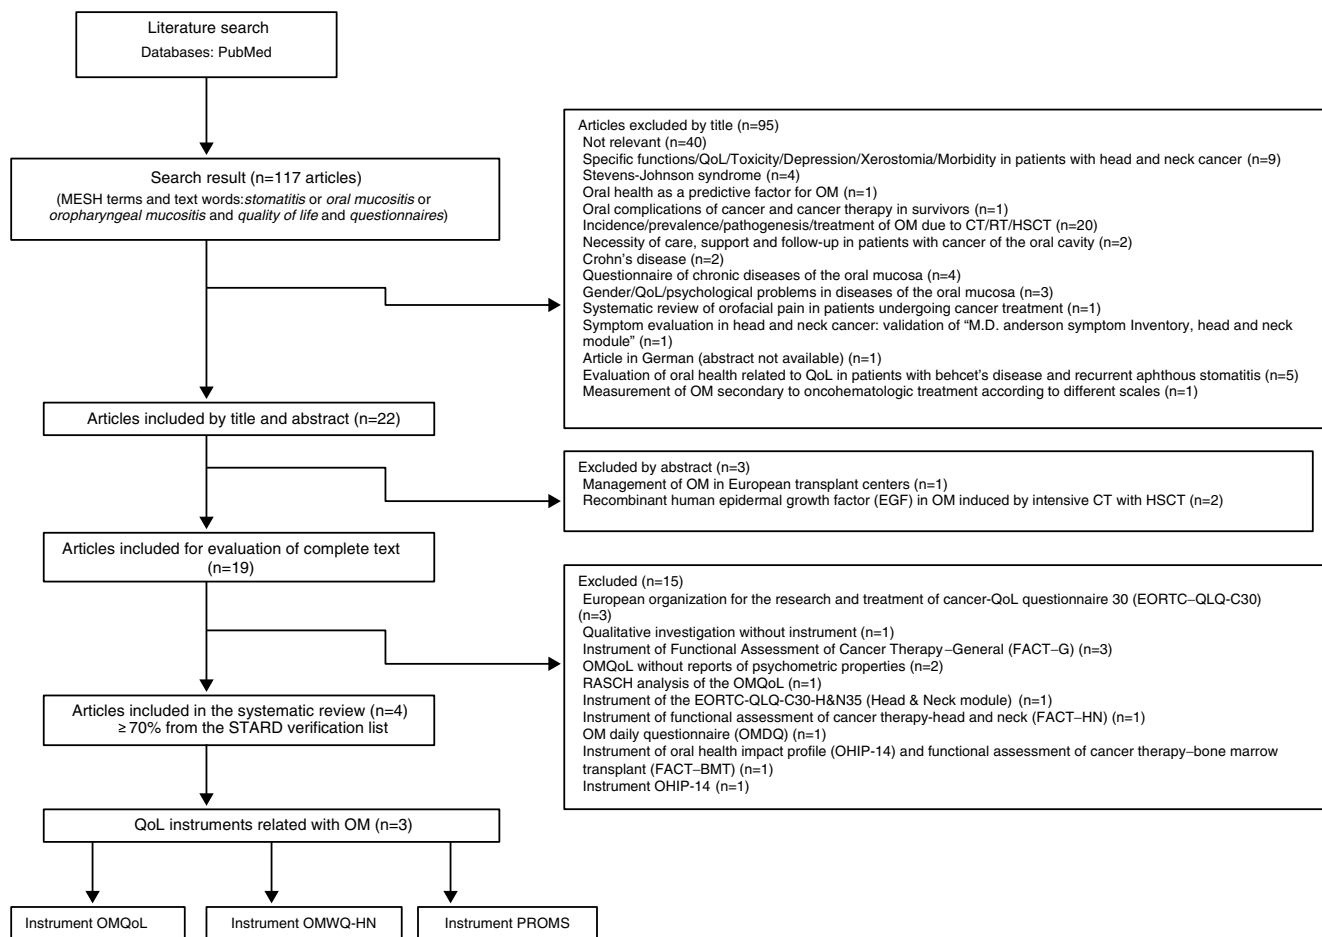 Literature search
Databases: PubMed
Search result (n=117 articles)
(MESH terms and text words:stomatitis or oral mucositis or
oropharyngeal mucositis and quality of life and questionnaires)
Articles excluded by title (n=95)
Not relevant (n=40)
Specific functions/QoL/Toxicity/Depression/Xerostomia/Morbidity in patients with head and neck cancer (n=9)
Stevens-Johnson syndrome (n=4)
Oral health as a predictive factor for OM (n=1)
Oral complications of cancer and cancer therapy in survivors (n=1)
Incidence/prevalence/pathogenesis/treatment of OM due to CT/RT/HSCT (n=20)
Necessity of care, support and follow-up in patients with cancer of the oral cavity (n=2)
Crohn's disease (n=2)
Questionnaire of chronic diseases of the oral mucosa (n=4)
Gender/QoL/psychological problems in diseases of the oral mucosa (n=3)
Systematic review of orofacial pain in patients undergoing cancer treatment (n=1)
Symptom evaluation in head and neck cancer: validation of “M.D. anderson symptom Inventory, head and neck
module” (n=1)
Article in German (abstract not available) (n=1)
Evaluation of oral health related to QoL in patients with behcet's disease and recurrent aphthous stomatitis (n=5)
Measurement of OM secondary to oncohematologic treatment according to different scales (n=1)
Articles included by title and abstract (n=22)
Excluded by abstract (n=3)
Management of OM in European transplant centers (n=1)
Recombinant human epidermal growth factor (EGF) in OM induced by intensive CT with HSCT (n=2)
Articles included for evaluation of complete text
(n=19)
Excluded (n=15)
European organization for the research and treatment of cancer-QoL questionnaire 30 (EORTC–QLQ-C30)
(n=3)
Qualitative investigation without instrument (n=1)
Instrument of Functional Assessment of Cancer Therapy–General (FACT–G) (n=3)
OMQoL without reports of psychometric properties (n=2)
RASCH analysis of the OMQoL (n=1)
Instrument of the EORTC-QLQ-C30-H&N35 (Head & Neck module) (n=1)
Instrument of functional assessment of cancer therapy-head and neck (FACT–HN) (n=1)
OM daily questionnaire (OMDQ) (n=1)
Instrument of oral health impact profile (OHIP-14) and functional assessment of cancer therapy–bone marrow
transplant (FACT–BMT) (n=1)
Instrument OHIP-14 (n=1)
Articles included in the systematic review (n=4)
≥70% from the STARD verification list
QoL instruments related with OM (n=3)
Instrument OMQoL
Instrument OMWQ-HN
Instrument PROMS